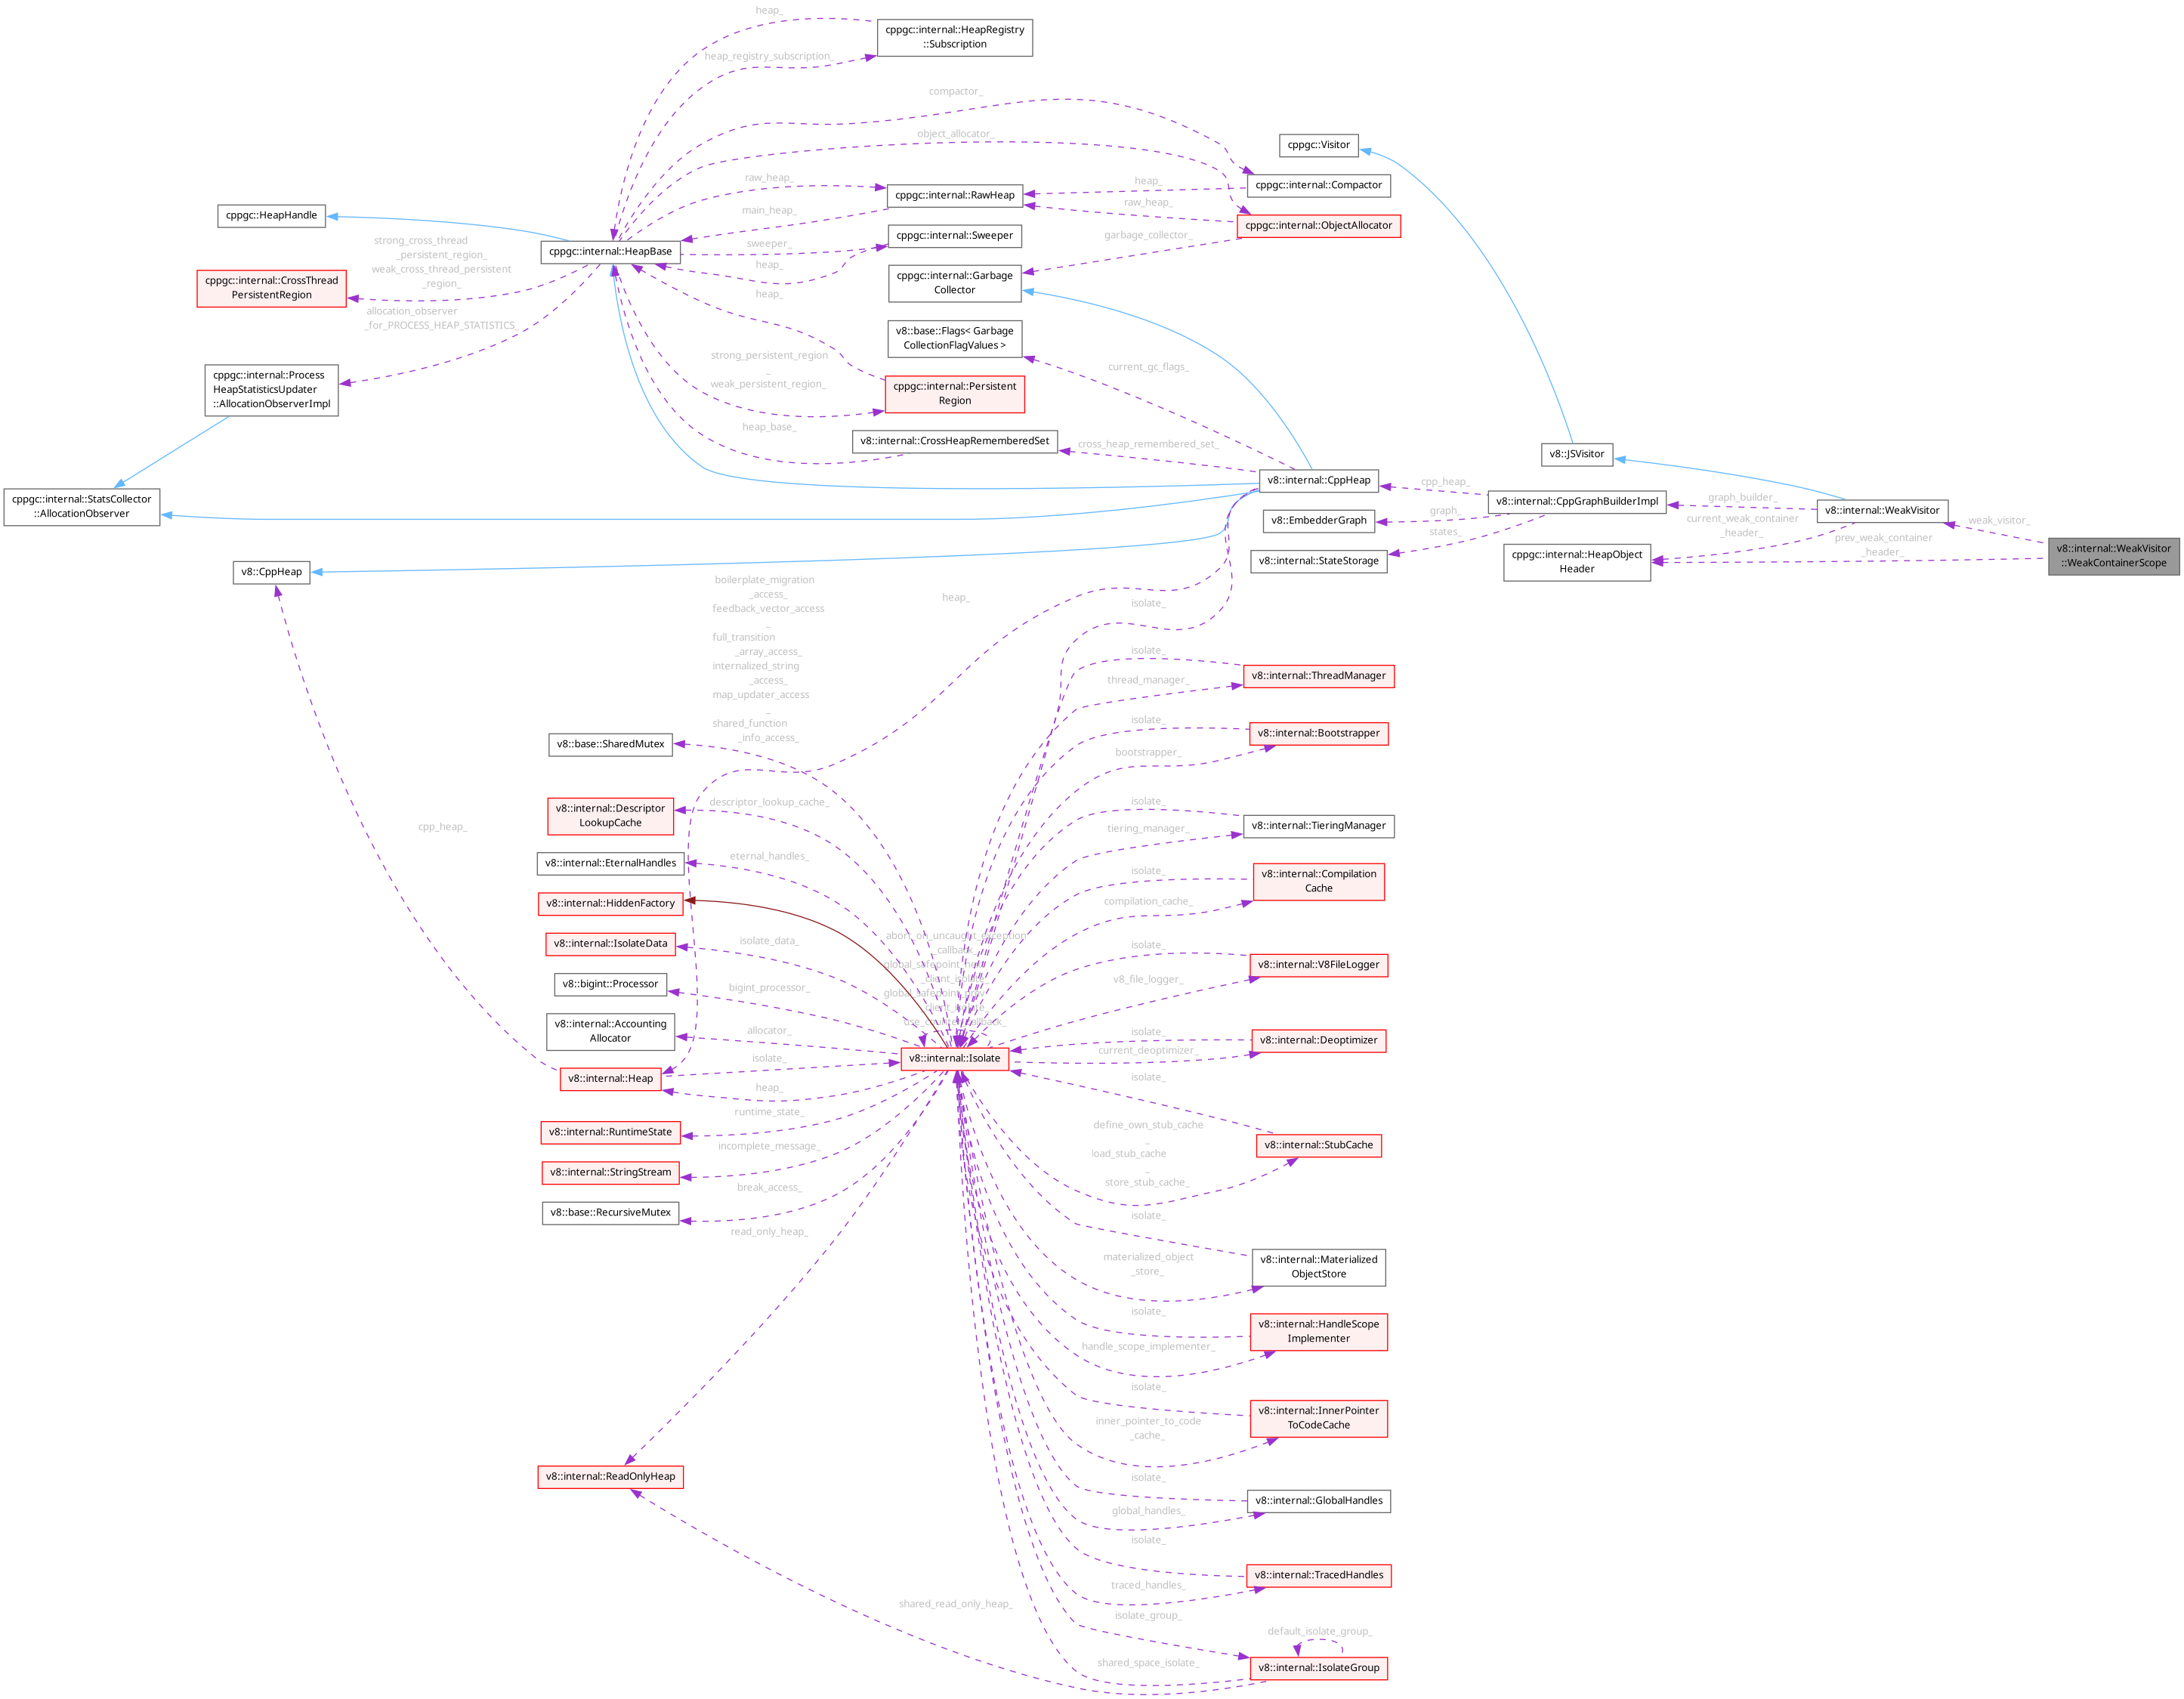 heap_
cppgc::internal::HeapRegistry
::Subscription
heap_registry_subscription_
compactor_
object_allocator_
cppgc::Visitor
raw_heap_
cppgc::internal::RawHeap
heap_
cppgc::internal::Compactor
raw_heap_
main_heap_
cppgc::HeapHandle
cppgc::internal::ObjectAllocator
garbage_collector_
cppgc::internal::Sweeper
sweeper_
cppgc::internal::HeapBase
strong_cross_thread
_persistent_region_
weak_cross_thread_persistent
_region_
heap_
cppgc::internal::Garbage
Collector
cppgc::internal::CrossThread
PersistentRegion
heap_
allocation_observer
_for_PROCESS_HEAP_STATISTICS_
v8::base::Flags< Garbage
CollectionFlagValues >
strong_persistent_region
_
weak_persistent_region_
current_gc_flags_
cppgc::internal::Process
HeapStatisticsUpdater
::AllocationObserverImpl
cppgc::internal::Persistent
Region
heap_base_
v8::internal::CrossHeapRememberedSet
cross_heap_remembered_set_
v8::JSVisitor
v8::internal::CppHeap
cpp_heap_
v8::internal::CppGraphBuilderImpl
graph_builder_
v8::internal::WeakVisitor
cppgc::internal::StatsCollector
::AllocationObserver
v8::EmbedderGraph
graph_
current_weak_container
_header_
weak_visitor_
states_
v8::internal::StateStorage
cppgc::internal::HeapObject
Header
prev_weak_container
_header_
v8::internal::WeakVisitor
::WeakContainerScope
v8::CppHeap
boilerplate_migration
_access_
feedback_vector_access
_
full_transition
_array_access_
internalized_string
_access_
map_updater_access
_
shared_function
_info_access_
heap_
isolate_
isolate_
v8::internal::ThreadManager
thread_manager_
isolate_
v8::internal::Bootstrapper
bootstrapper_
v8::base::SharedMutex
descriptor_lookup_cache_
v8::internal::Descriptor
LookupCache
isolate_
v8::internal::TieringManager
tiering_manager_
cpp_heap_
eternal_handles_
v8::internal::EternalHandles
isolate_
v8::internal::Compilation
Cache
compilation_cache_
v8::internal::HiddenFactory
isolate_data_
v8::internal::IsolateData
abort_on_uncaught_exception
_callback_
global_safepoint_next
_client_isolate_
global_safepoint_prev
_client_isolate_
use_counter_callback_
isolate_
v8::internal::V8FileLogger
v8_file_logger_
v8::bigint::Processor
bigint_processor_
v8::internal::Accounting
Allocator
allocator_
isolate_
v8::internal::Deoptimizer
current_deoptimizer_
v8::internal::Isolate
v8::internal::Heap
isolate_
heap_
isolate_
runtime_state_
v8::internal::RuntimeState
incomplete_message_
v8::internal::StringStream
break_access_
v8::base::RecursiveMutex
read_only_heap_
define_own_stub_cache
_
load_stub_cache
_
store_stub_cache_
v8::internal::StubCache
isolate_
materialized_object
_store_
v8::internal::Materialized
ObjectStore
isolate_
v8::internal::HandleScope
Implementer
handle_scope_implementer_
isolate_
v8::internal::InnerPointer
ToCodeCache
inner_pointer_to_code
_cache_
v8::internal::ReadOnlyHeap
isolate_
v8::internal::GlobalHandles
global_handles_
isolate_
v8::internal::TracedHandles
traced_handles_
shared_read_only_heap_
isolate_group_
default_isolate_group_
shared_space_isolate_
v8::internal::IsolateGroup